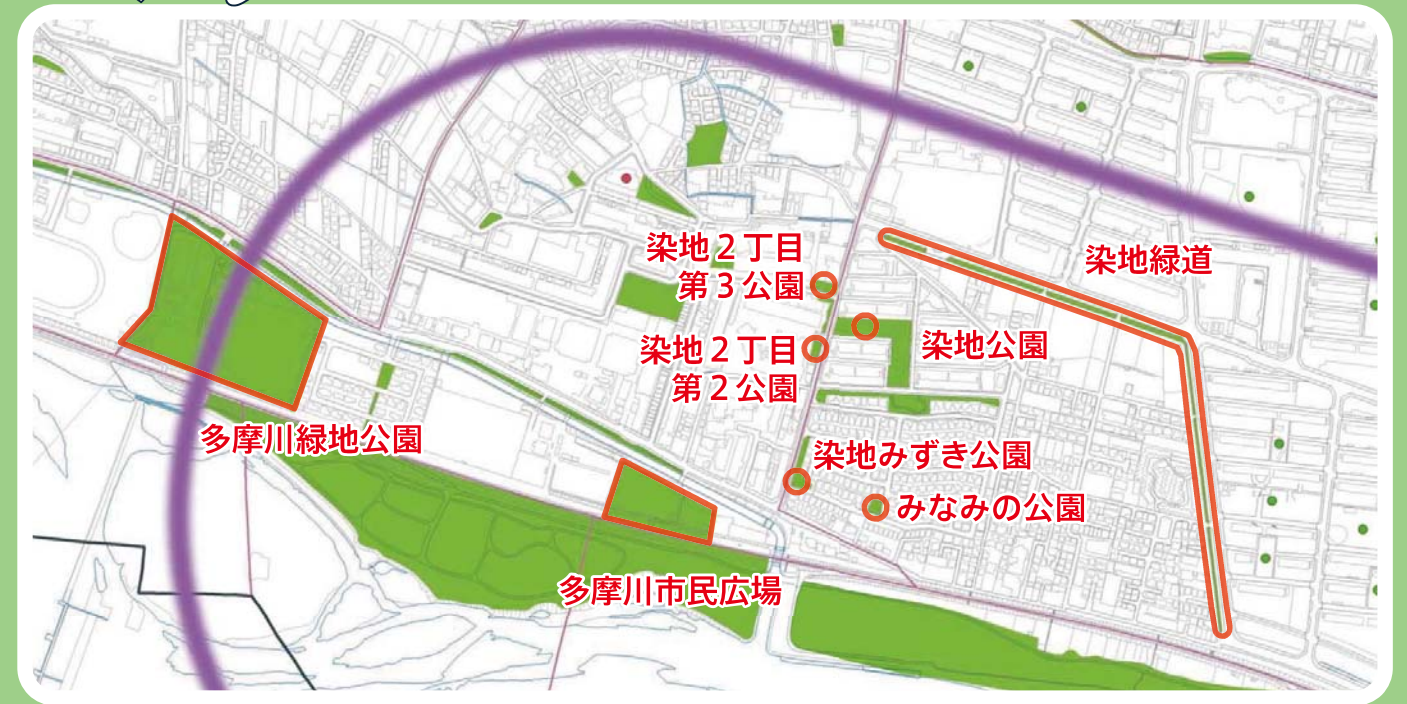 染地2丁目
第3公園
染地緑道
染地2丁目
第2公園
染地公園
多摩川緑地公園
染地みずき公園
みなみの公園
多摩川市民広場